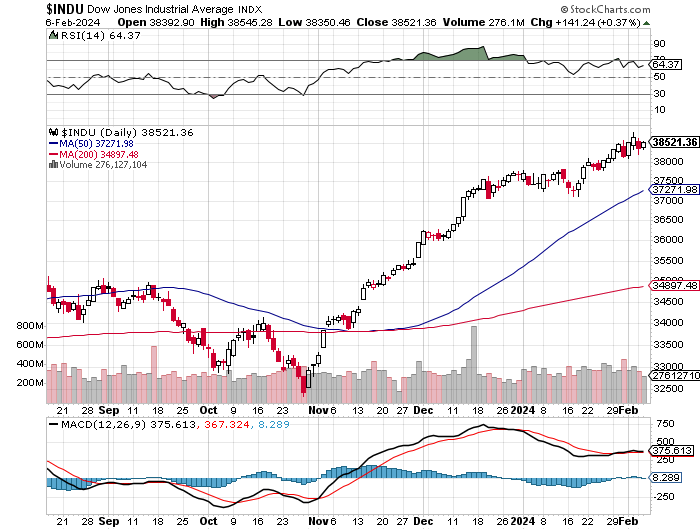 $INDU Dow Jones Industrial Average INDX © StockCharts.com
6-Feb-2024 Open 38392.90 High 38545.28 Low 38350.46 Close 38521.36 Volume 276.1M Chg +141.24 (+0.37%) ▲
RSI(14) 64.37
90
70
64.37
50
30
10
$INDU (Daily) 38521.36
MA(50) 37271.98
MA(200) 34897.48
Volume 276,127,104
38521.36
38000
37500
37271.98
37000
36500
36000
35500
35000
34897.48
34500
34000
33500
33000
32500
276127104
800M
600M
400M
200M
21 28 Sep 11 18 25 Oct 9 16 23 Nov 6 13 20 27 Dec 11 18 26 2024 8 16 22 29 Feb
MACD(12,26,9) 375.613, 367.324, 8.289
750
500
375.613
250
8.289
21 28 Sep 11 18 25 Oct 9 16 23 Nov 6 13 20 27 Dec 11 18 26 2024 8 16 22 29 Feb